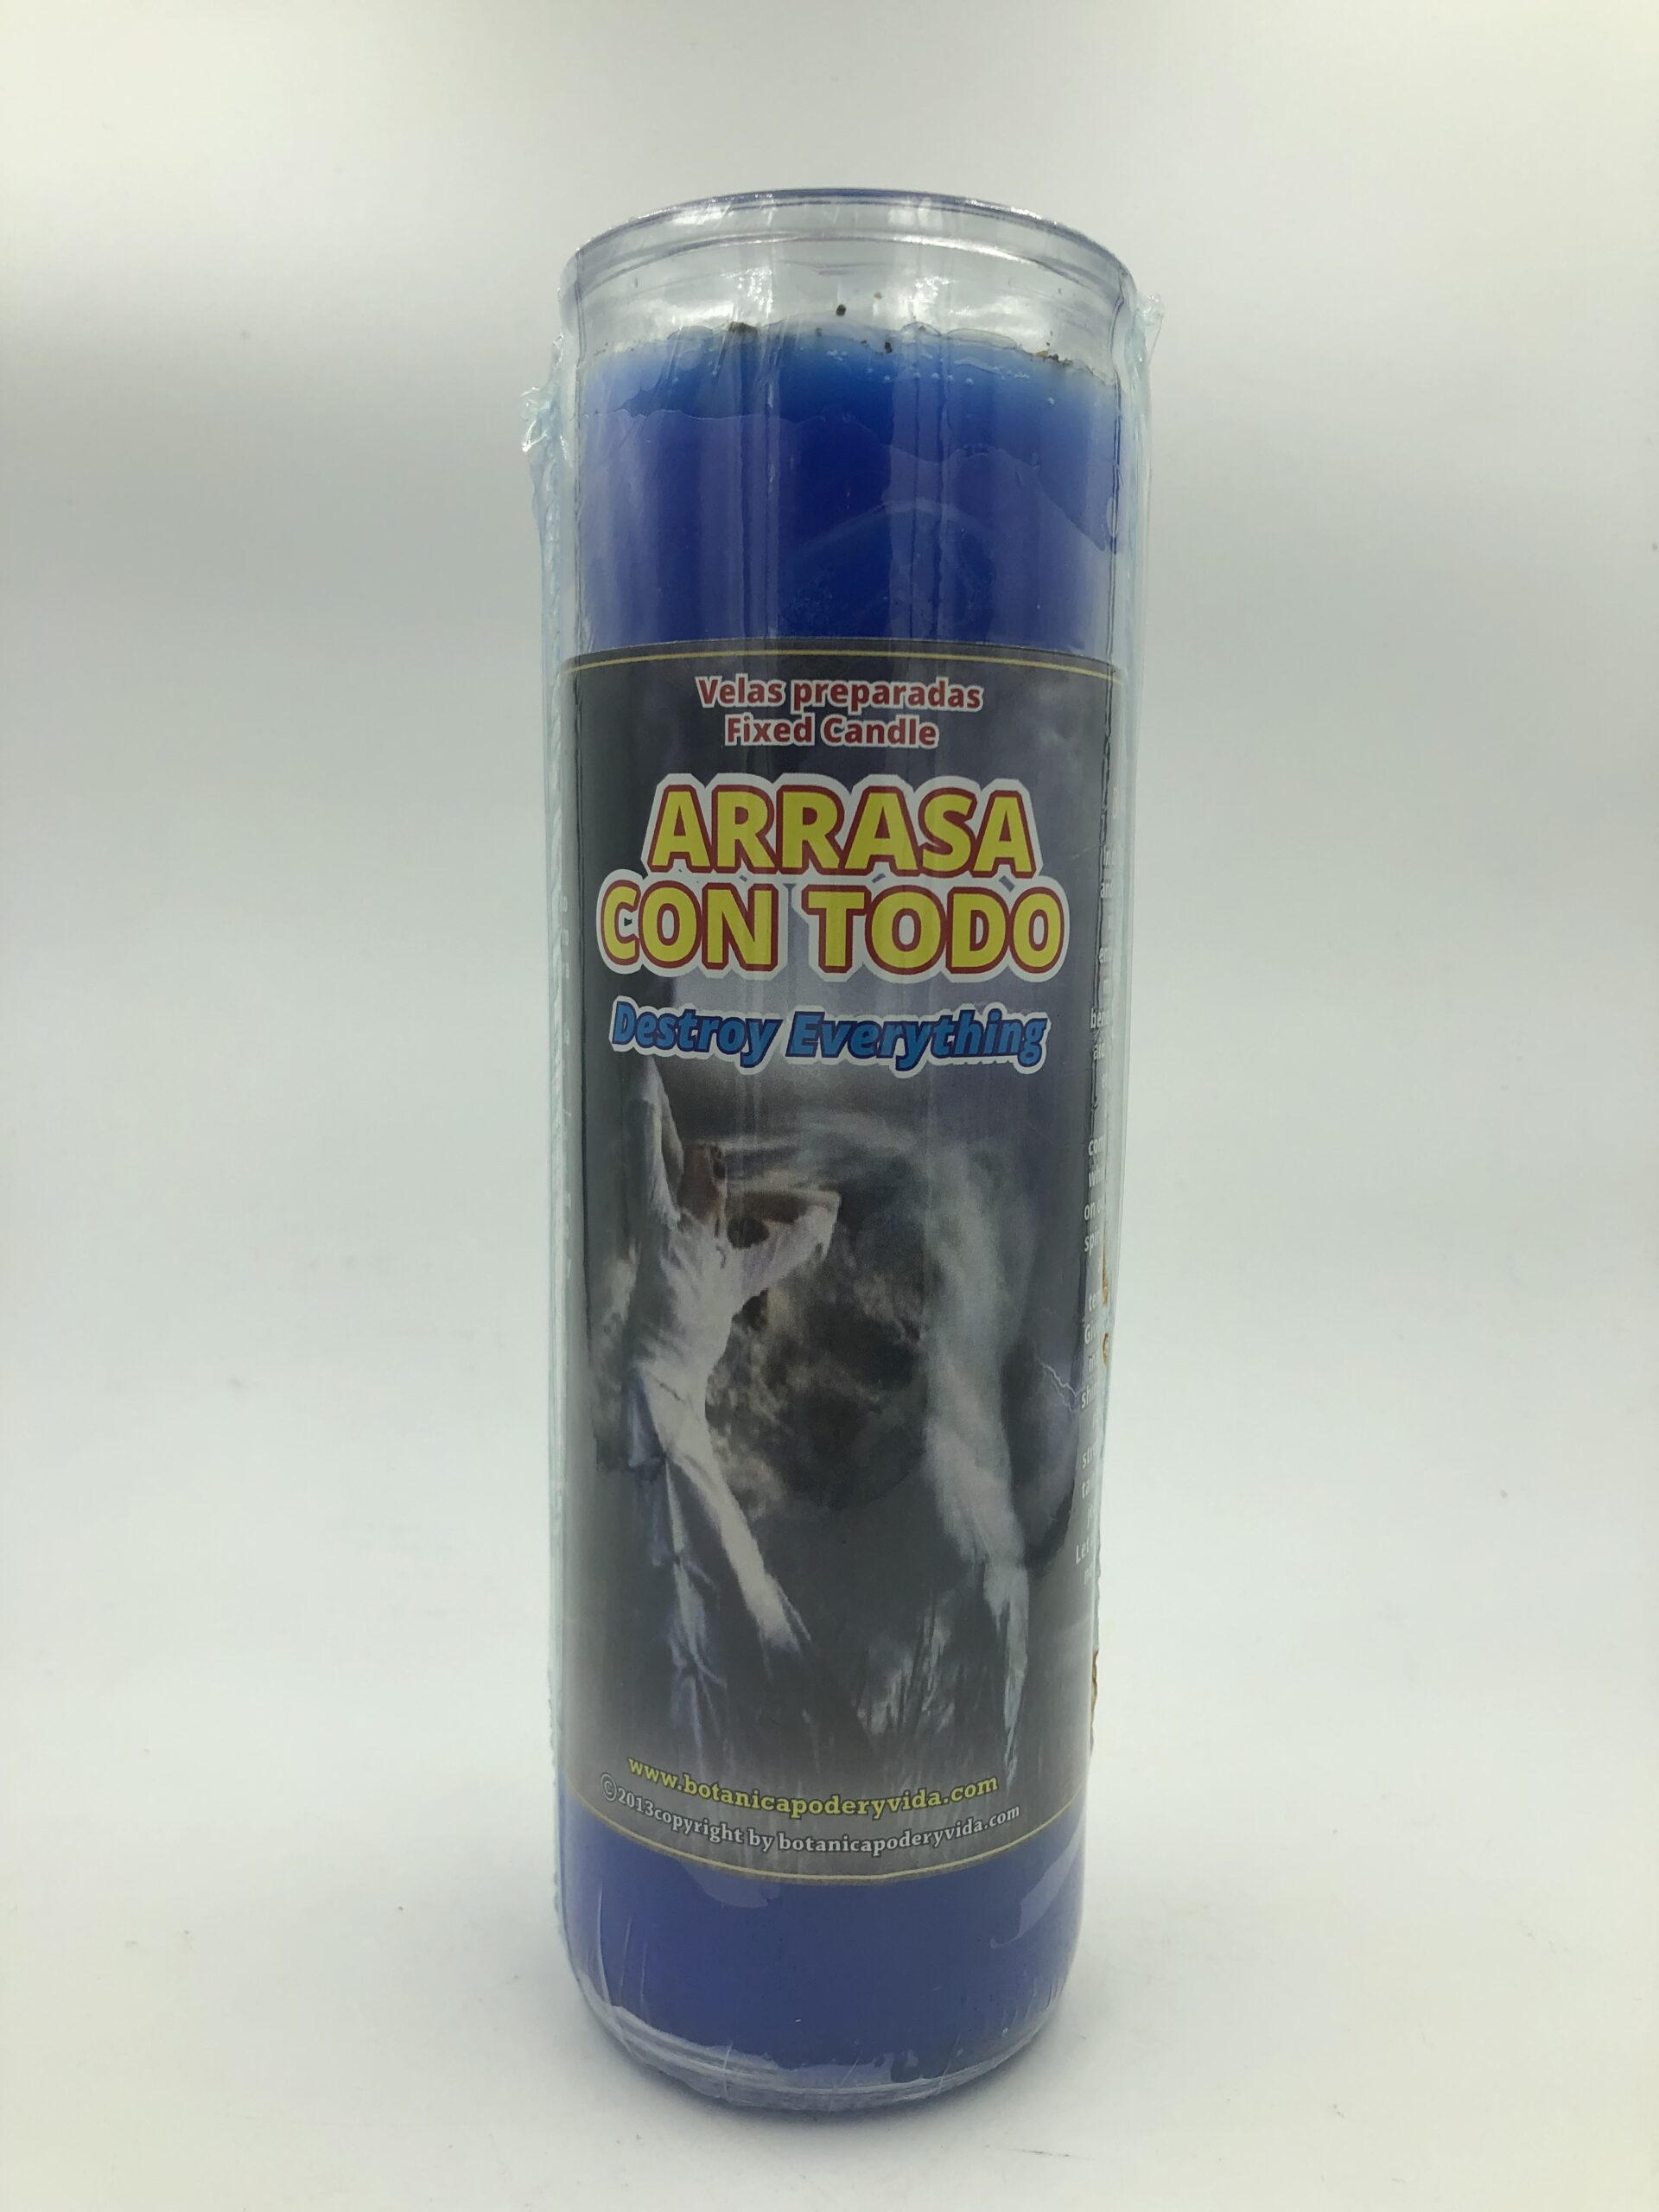 Velas preparadas
Fixed Candle
ARRASA
CON TODO
Destroy Everything
www.botanicapoderyvida.com
©2013copyright by botanicapoderyvida.com